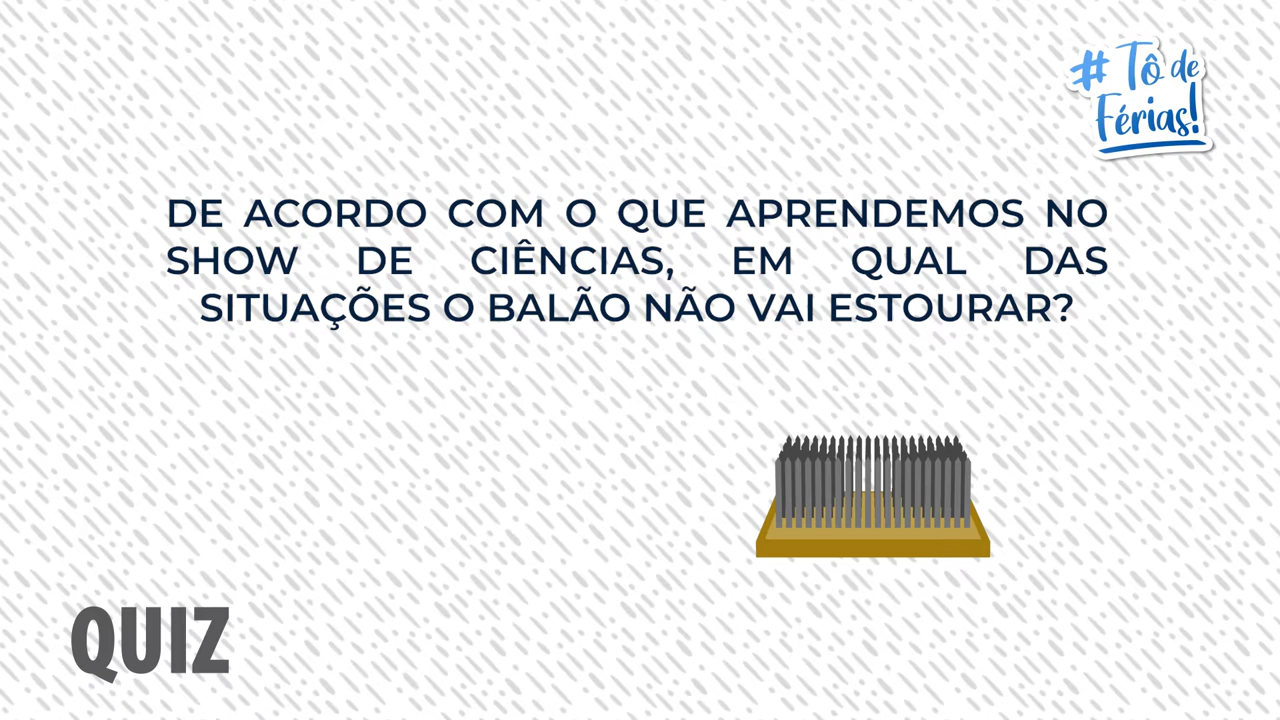 # Tô de
Férias!
DE ACORDO COM O QUE APRENDEMOS NO
SHOW DE CIÊNCIAS, EM QUAL DAS
SITUAÇÕES O BALÃO NÃO VAI ESTOURAR?
QUIZ